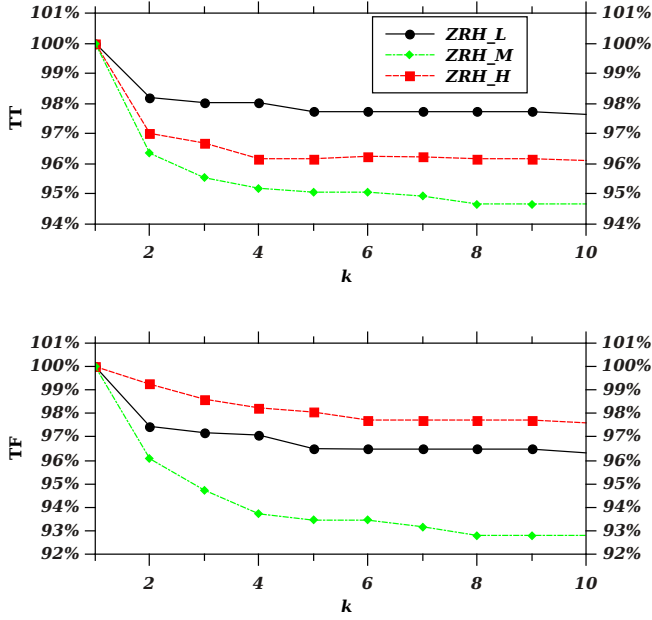 101% 101%
100% 100%
99% 99%
98% 98%
97% 97%
96% 96%
95% 95%
94% 94%
TT
ZRH_L
ZRH_M
ZRH_H
2 4 6 8 10
k
101% 101%
100% 100%
99% 99%
98% 98%
97% 97%
96% 96%
95% 95%
94% 94%
93% 93%
92% 92%
TF
2 4 6 8 10
k